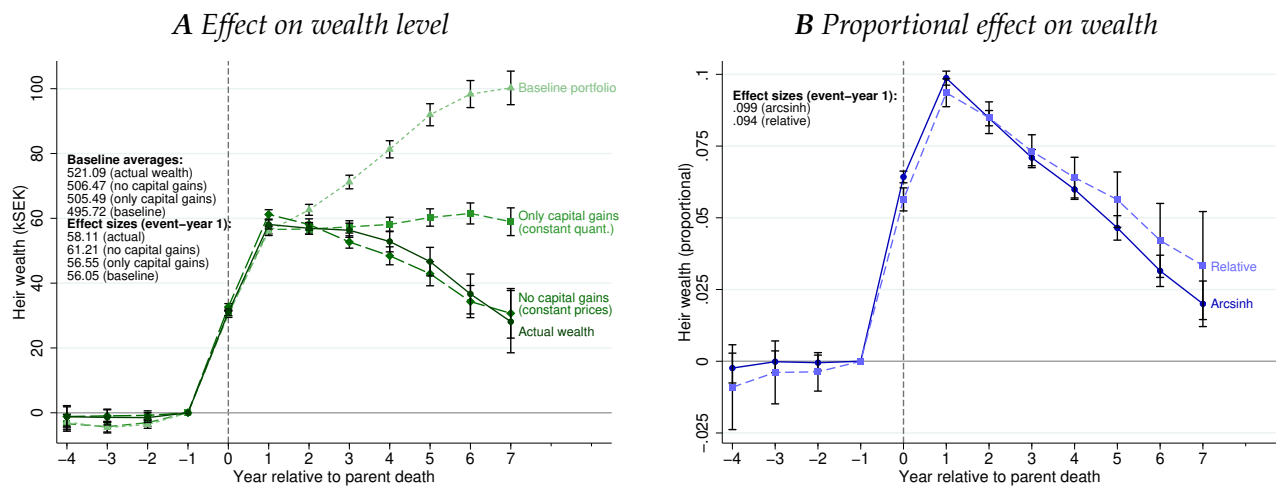 A Effect on wealth level
Heir wealth (kSEK)
100
80
60
40
20
0
Baseline averages:
521.09 (actual wealth)
506.47 (no capital gains)
505.49 (only capital gains)
495.72 (baseline)
Effect sizes (event−year 1):
58.11 (actual)
61.21 (no capital gains)
56.55 (only capital gains)
56.05 (baseline)
Baseline portfolio
Only capital gains
(constant quant.)
No capital gains
(constant prices)
Actual wealth
−4 −3 −2 −1 0 1 2 3 4 5 6 7
Year relative to parent death
B Proportional effect on wealth
Heir wealth (proportional)
.1
.075
.05
.025
0
−.025
Effect sizes (event−year 1):
.099 (arcsinh)
.094 (relative)
Relative
Arcsinh
−4 −3 −2 −1 0 1 2 3 4 5 6 7
Year relative to parent death